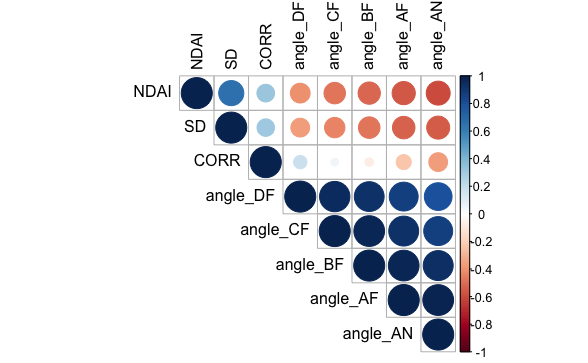 NDAI
SD
CORR
angle_DF
angle_CF
angle_BF
angle_AF
angle_AN
NDAI
SD
CORR
angle_DF
angle_CF
angle_BF
angle_AF
angle_AN
1
0.8
0.6
0.4
0.2
0
-0.2
-0.4
-0.6
-0.8
-1